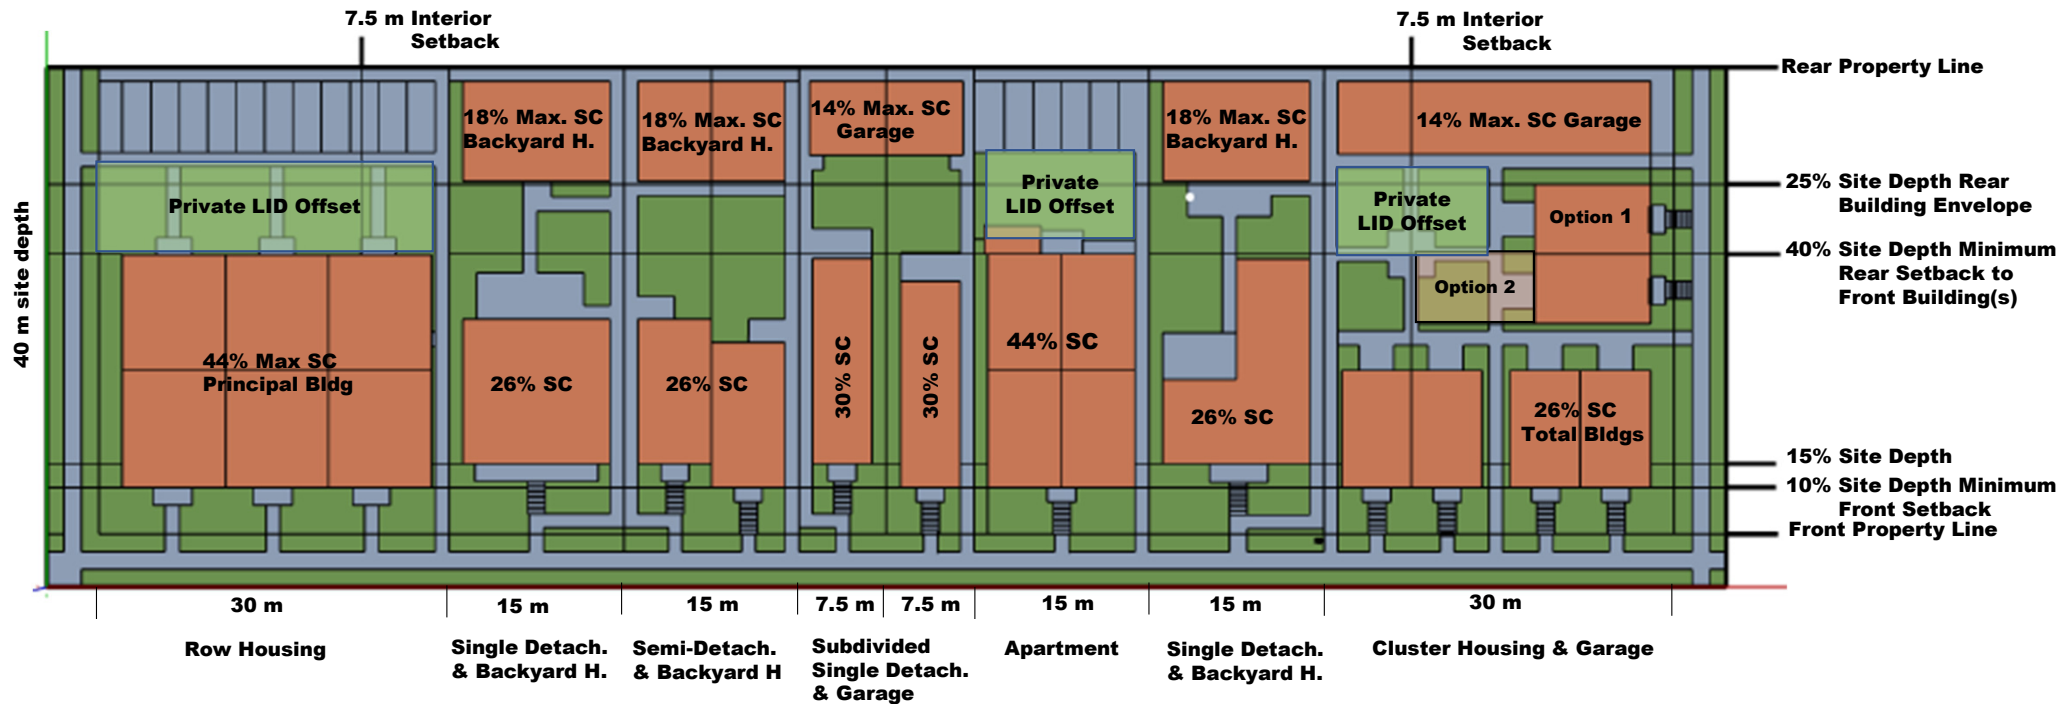 7.5 m Interior
Setback
7.5 m Interior
Setback
Rear Property Line
18% Max. SC
Backyard H.
18% Max. SC
Backyard H.
14% Max. SC
Garage
18% Max. SC
Backyard H.
14% Max. SC Garage
25% Site Depth Rear
Building Envelope
Private LID Offset
Private
LID Offset
Private
LID Offset
Option 1
40% Site Depth Minimum
Rear Setback to
Front Building(s)
Option 2
40 m site depth
44% Max SC
Principal Bldg
26% SC
26% SC
30% SC
30% SC
44% SC
26% SC
26% SC
Total Bldgs
15% Site Depth
10% Site Depth Minimum
Front Setback
Front Property Line
30 m
15 m
15 m
7.5 m
7.5 m
15 m
15 m
30 m
Row Housing
Single Detach.
& Backyard H.
Semi-Detach.
& Backyard H
Subdivided
Single Detach.
& Garage
Apartment
Single Detach.
& Backyard H.
Cluster Housing & Garage